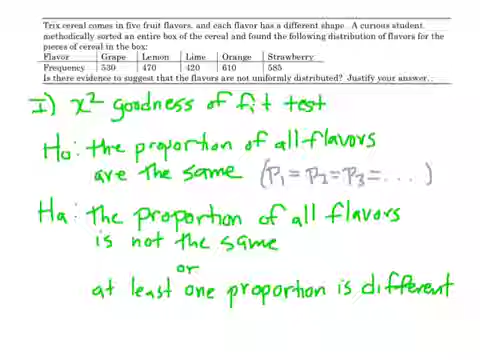 Trix cereal comes in five fruit flavors, and each flavor has a different shape. A curious student
methodically sorted an entire box of the cereal and found the following distribution of flavors for the
pieces of cereal in the box:
Flavor Grape Lemon Lime Orange Strawberry
Frequency 530 470 420 610 585
Is there evidence to suggest that the flavors are not uniformly distributed? Justify your answer.
I) x² goodness of fit test
Ho: the proportion of all flavors
are the same (P₁ = P₂ = P₃ = ....)
Ha: the proportion of all flavors
is not the same
or
at least one proportion is different